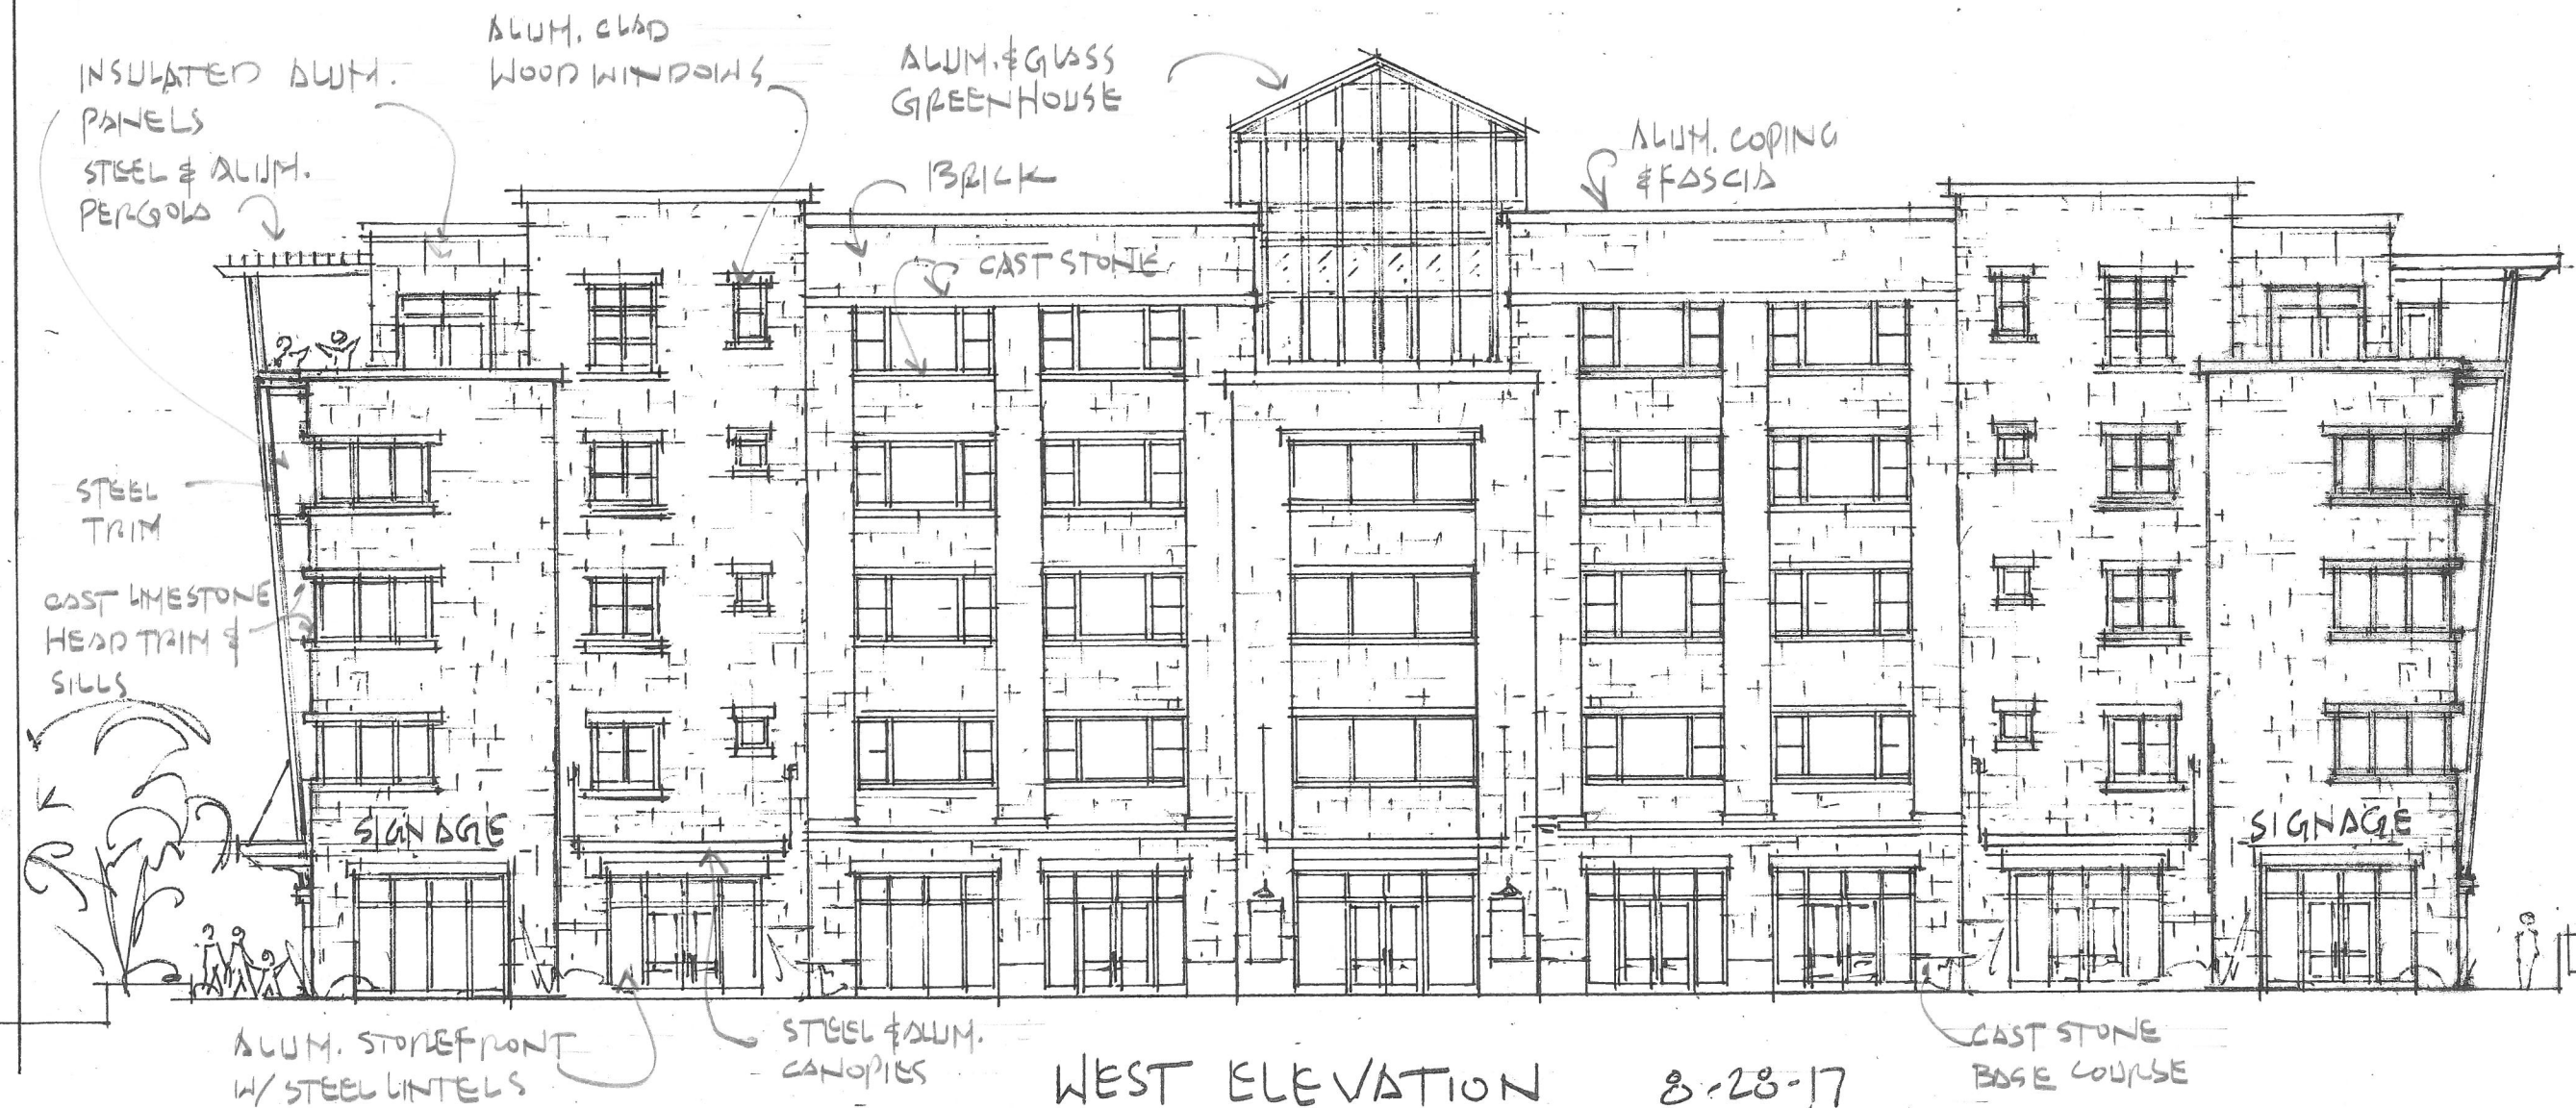 INSULATED ALUM.
PANELS
STEEL & ALUM.
PERGOLA
ALUM. CLAD
WOOD WINDOWS
ALUM. & GLASS
GREENHOUSE
BRICK
ALUM. COPING
& FASCIA
CAST STONE
STEEL
TRIM
CAST LIMESTONE
HEAD TRIM &
SILLS
SIGNAGE
SIGNAGE
ALUM. STOREFRONT
W/ STEEL LINTELS
STEEL & ALUM.
CANOPIES
CAST STONE
BASE COURSE
WEST ELEVATION 8-28-17